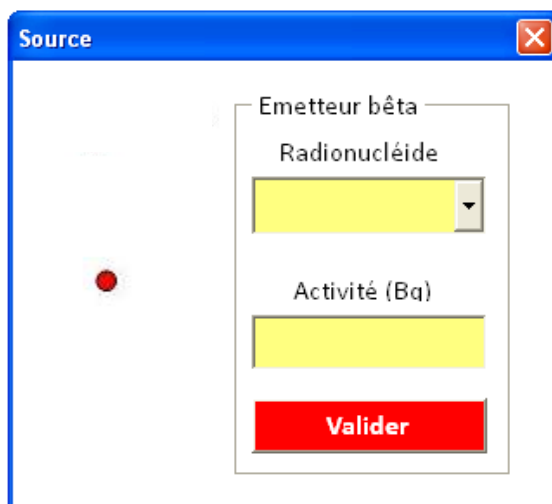 Source
Emetteur bêta
Radionucléide
Activité (Bq)
Valider